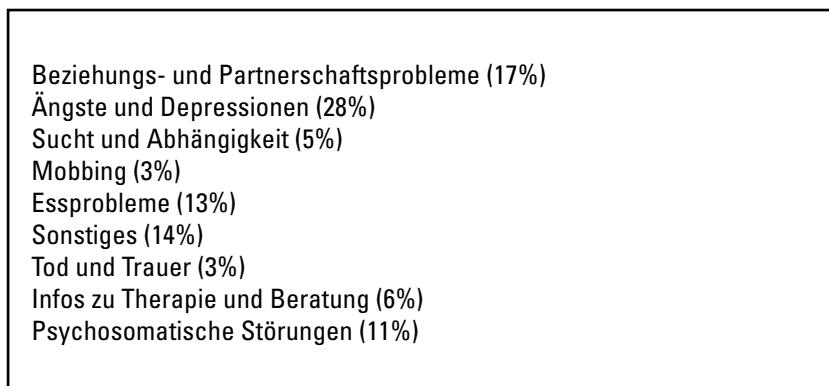 Beziehungs- und Partnerschaftsprobleme (17%)
Ängste und Depressionen (28%)
Sucht und Abhängigkeit (5%)
Mobbing (3%)
Essprobleme (13%)
Sonstiges (14%)
Tod und Trauer (3%)
Infos zu Therapie und Beratung (6%)
Psychosomatische Störungen (11%)